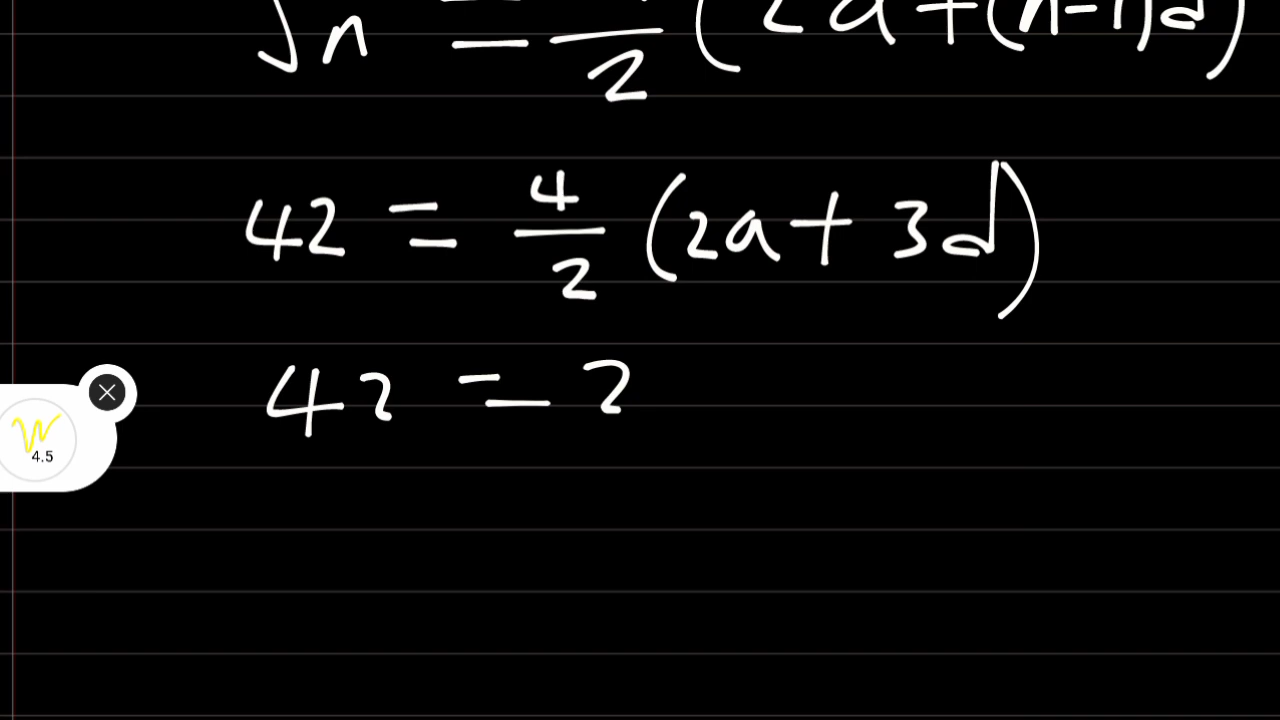 Sn = n/2 (2a+(n-1)d)
42 = 4/2 (2a + 3d)
42 = 2
4.5